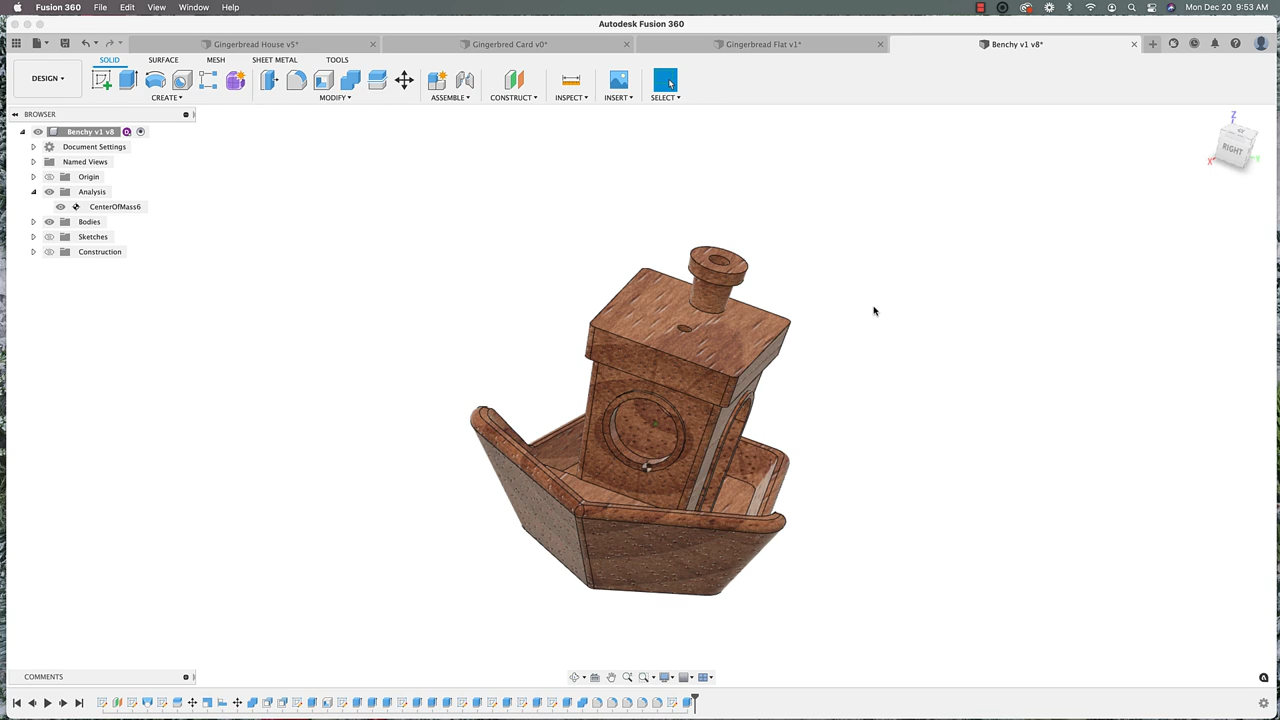 Fusion 360 File Edit View Window Help Mon Dec 20 9:53 AM
Autodesk Fusion 360
Gingerbread House v5* Gingerbred Card v0* Gingerbred Flat v1* Benchy v1 v8*
SOLID SURFACE MESH SHEET METAL TOOLS
DESIGN
CREATE MODIFY ASSEMBLE CONSTRUCT INSPECT INSERT SELECT
BROWSER
Benchy v1 v8
Document Settings
Named Views
Origin
Analysis
CenterOfMass6
Bodies
Sketches
Construction
Z
RIGHT
X
Y
COMMENTS